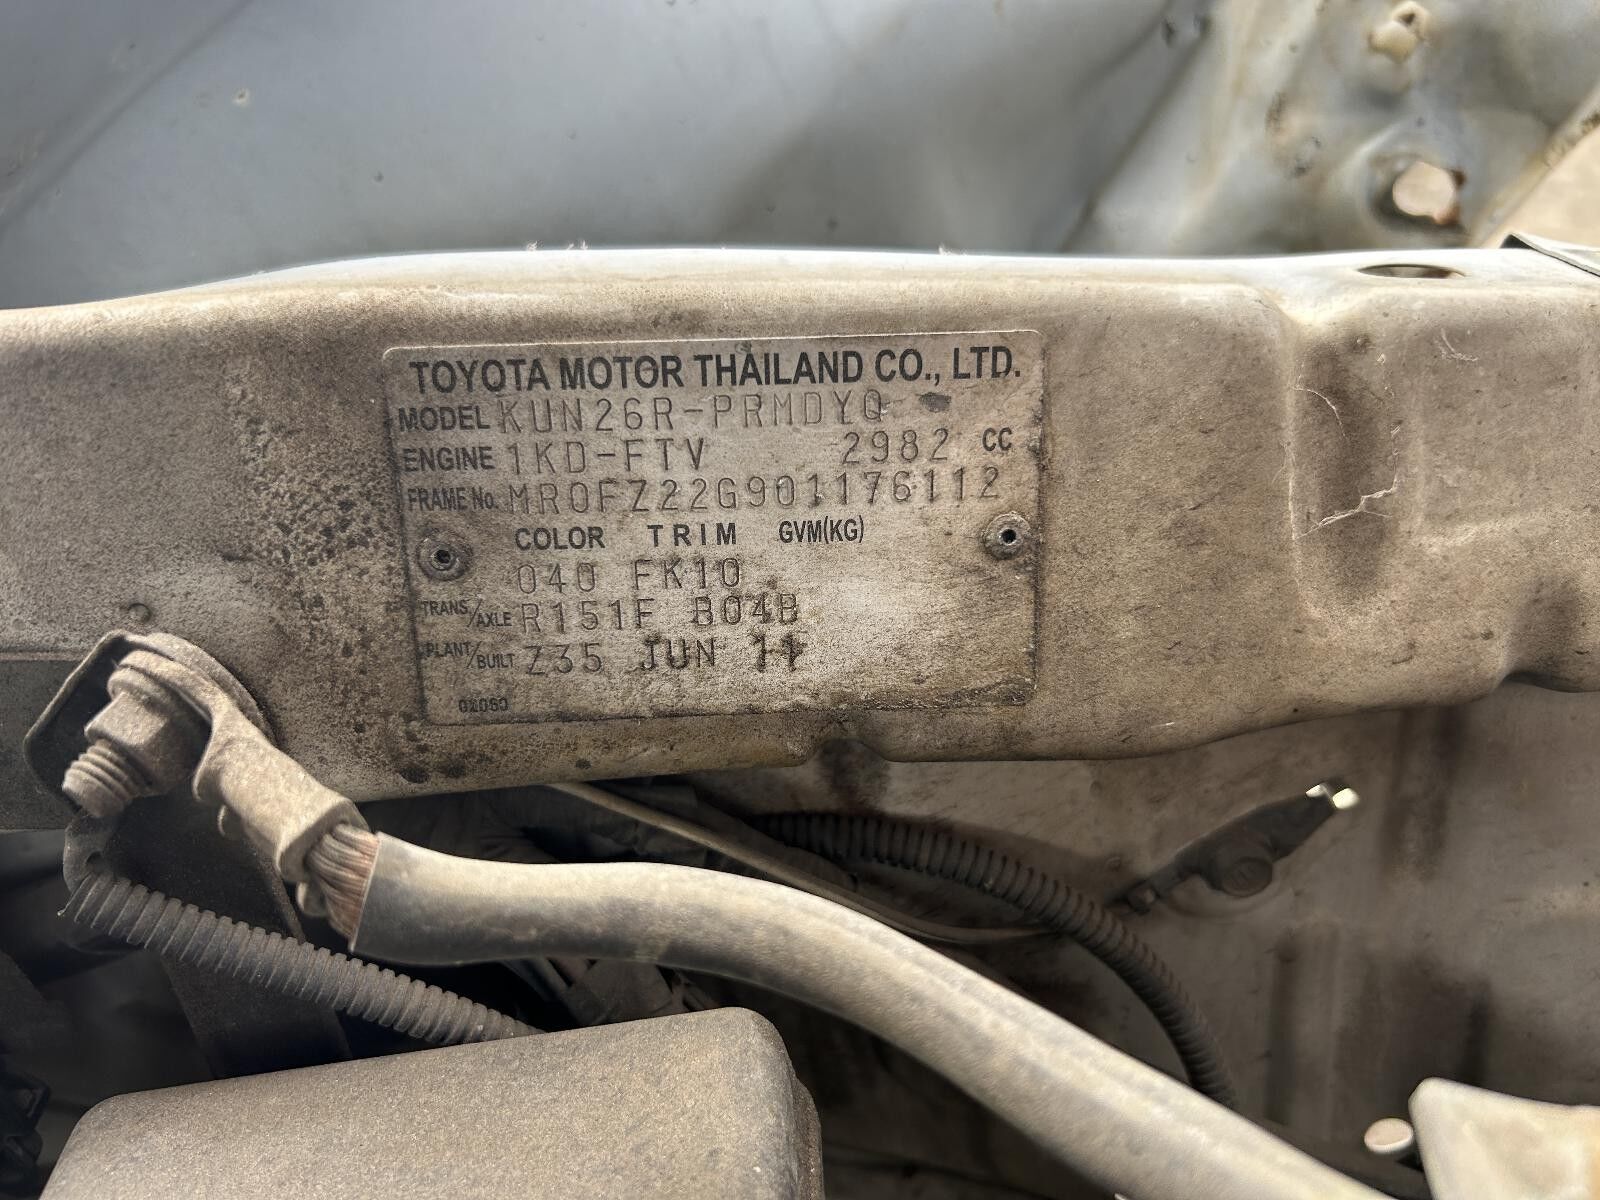 TOYOTA MOTOR THAILAND CO., LTD.
MODEL KUN26R-PRMDYQ
ENGINE 1KD-FTV 2982 CC
FRAME No. MR0FZ22G901176112
COLOR TRIM GVM(KG)
040 FK10
TRANS/AXLE R151F B04B
PLANT/BUILT Z35 JUN 11